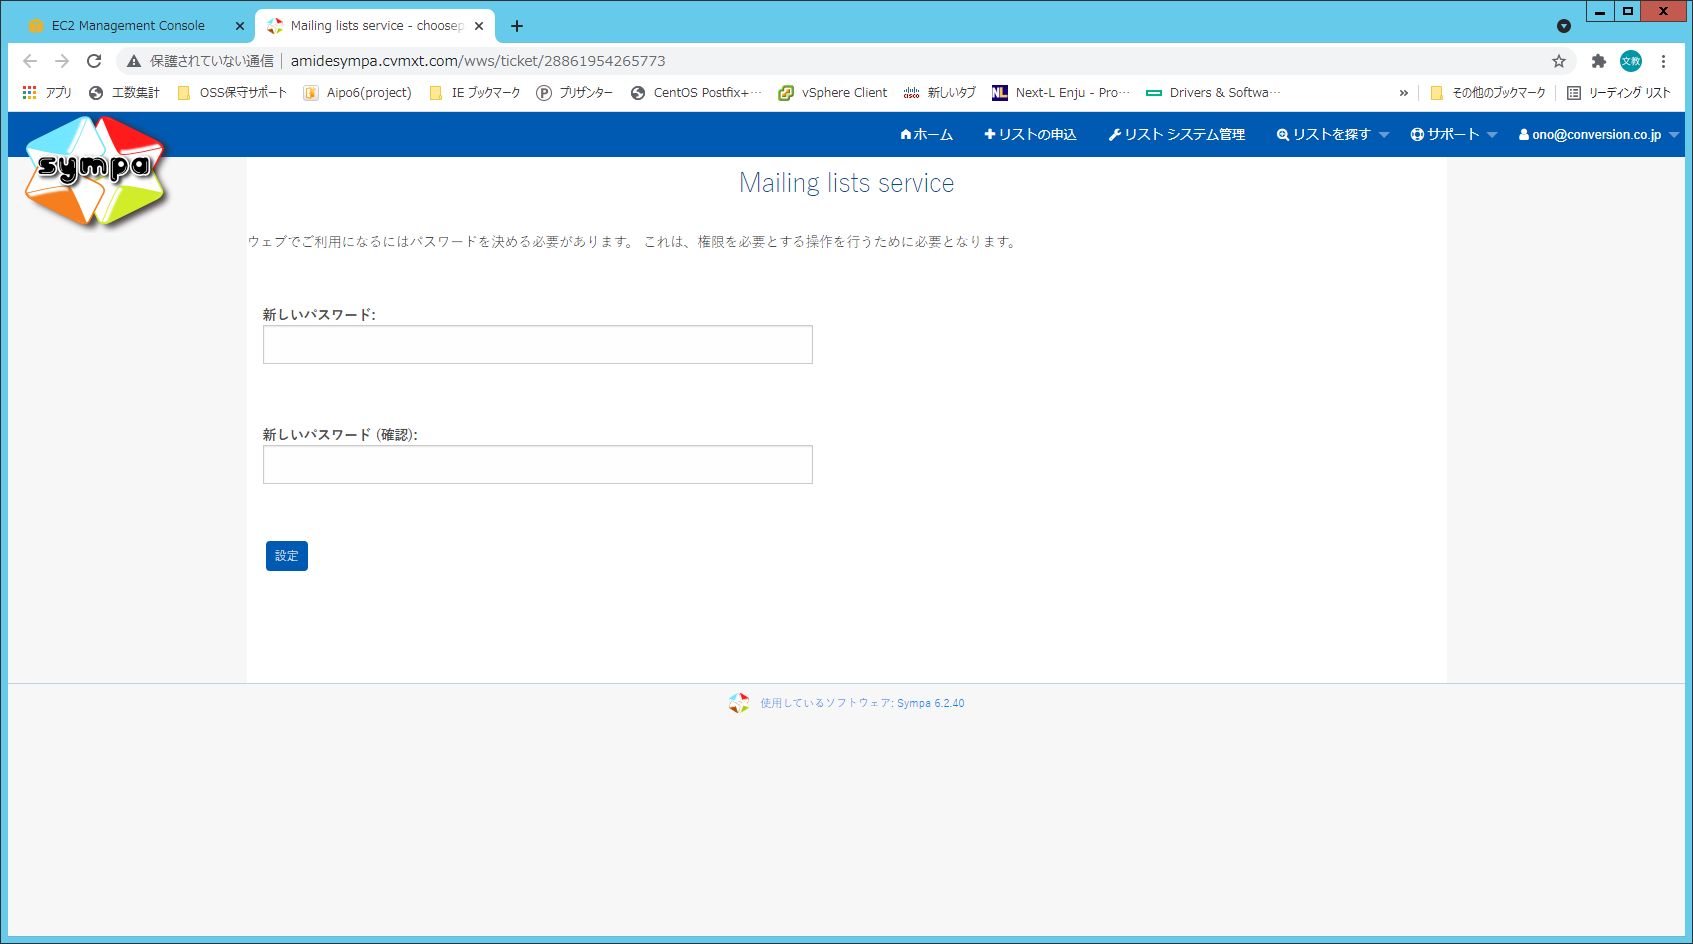 EC2 Management Console
Mailing lists service - choosep
保護されていない通信 | amidesympa.cvmxt.com/wws/ticket/28861954265773
文教
アプリ 工数集計 OSS保守サポート Aipo6(project) IE ブックマーク プリザンター CentOS Postfix+… vSphere Client 新しいタブ Next-L Enju - Pro… Drivers & Softwa… » その他のブックマーク リーディング リスト
sympa
ホーム リストの申込 リスト システム管理 リストを探す サポート ono@conversion.co.jp
Mailing lists service
ウェブでご利用になるにはパスワードを決める必要があります。 これは、権限を必要とする操作を行うために必要となります。
新しいパスワード:
新しいパスワード (確認):
設定
使用しているソフトウェア: Sympa 6.2.40